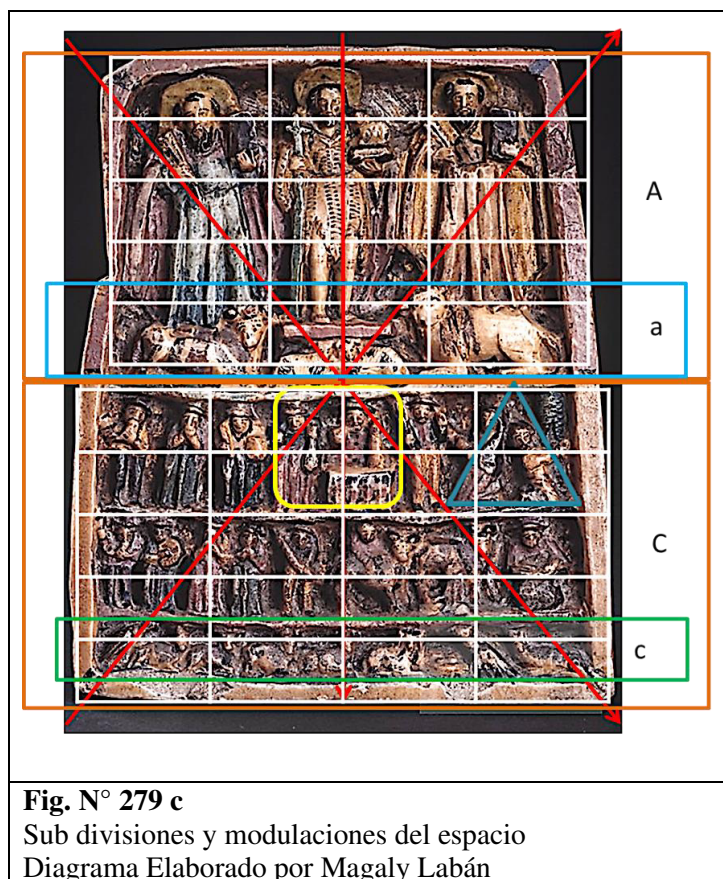 A
a
C
c
Fig. N° 279 c
Sub divisiones y modulaciones del espacio
Diagrama Elaborado por Magaly Labán